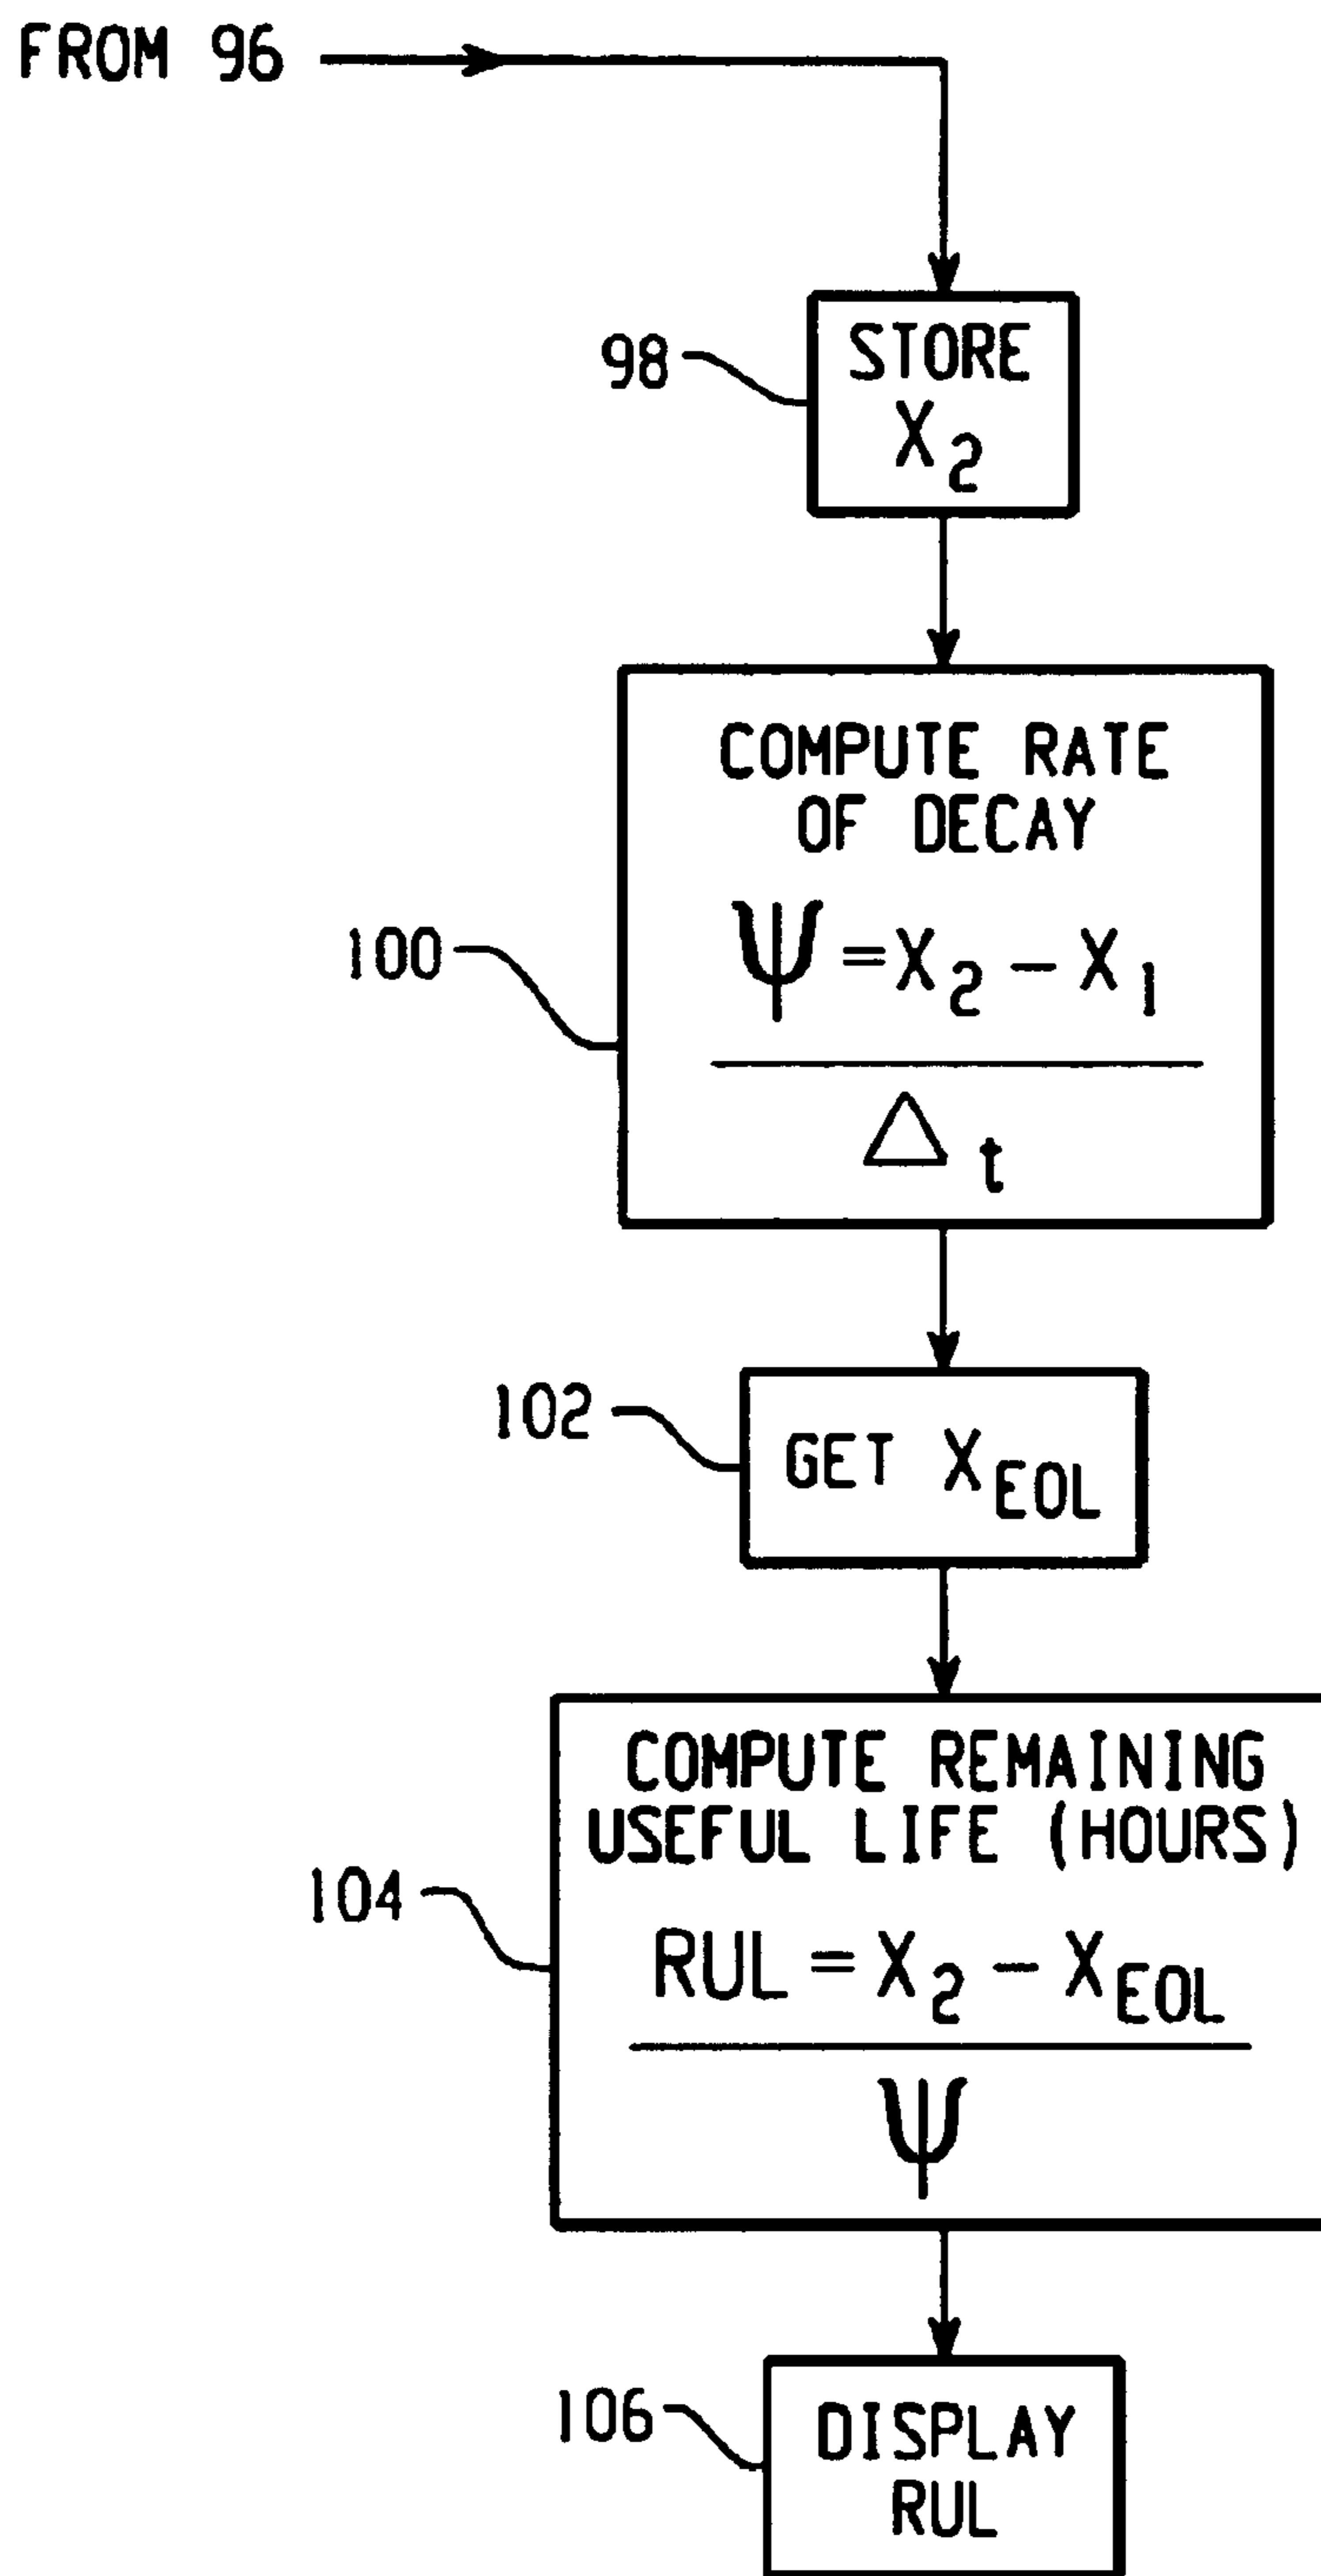 FROM 96
98
STORE
X2
COMPUTE RATE
OF DECAY
100
Ψ = X2 - X1
Δ t
102
GET XEOL
COMPUTE REMAINING
USEFUL LIFE (HOURS)
104
RUL = X2 - XEOL
Ψ
106
DISPLAY
RUL